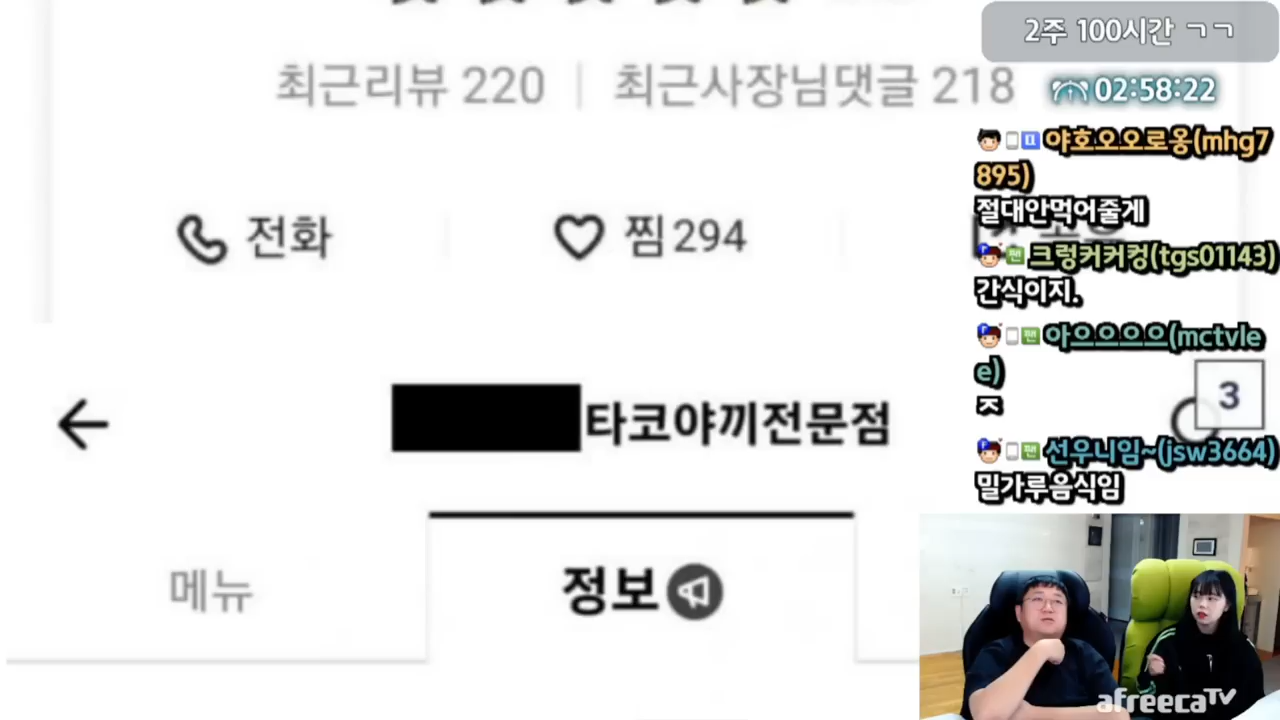 2주 100시간 ㄱㄱ
최근리뷰 220 | 최근사장님댓글 218
02:58:22
야호오오로옹(mhg7
895)
절대안먹어줄게
전화
찜 294
크렁커커컹(tgs01143)
간식이지.
아으으으으(mctvle
e)
ㅈ
3
타코야끼전문점
선우니임~(jsw3664)
밀가루음식임
메뉴
정보
afreecaTV